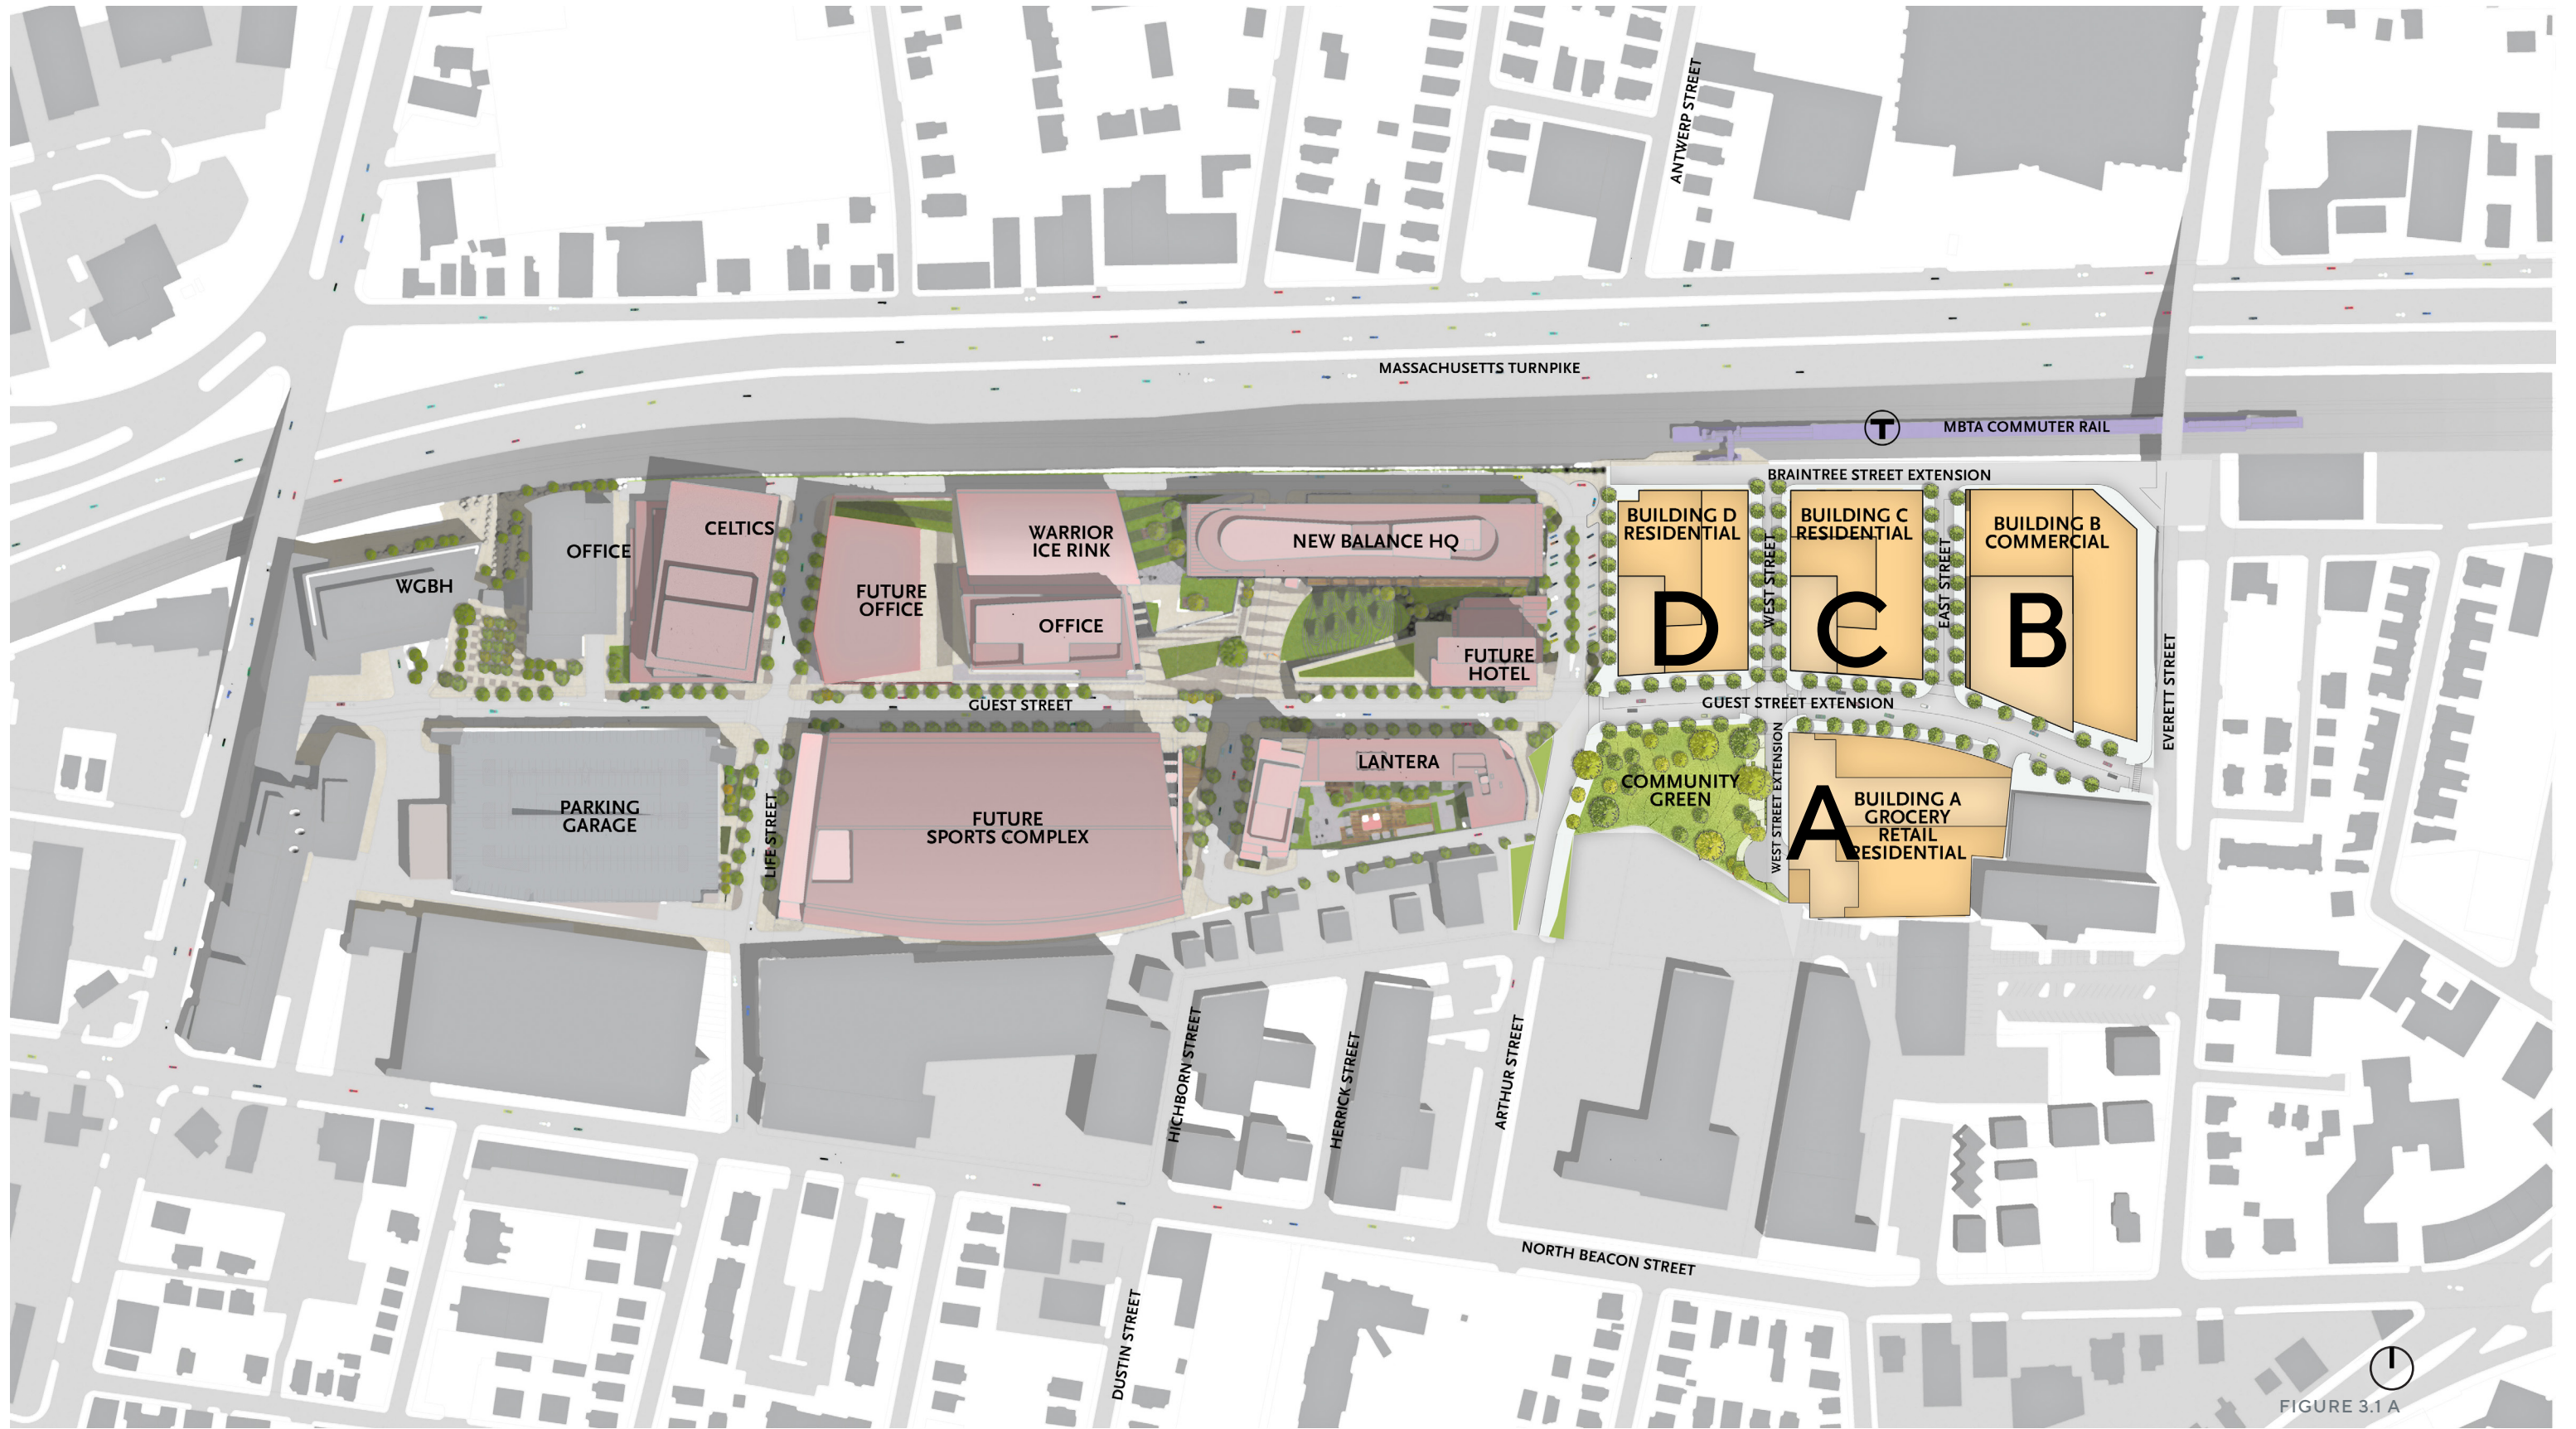 ANTWERP STREET
MASSACHUSETTS TURNPIKE
T
MBTA COMMUTER RAIL
BRAINTREE STREET EXTENSION
WGBH
OFFICE
CELTICS
FUTURE
OFFICE
WARRIOR
ICE RINK
OFFICE
NEW BALANCE HQ
FUTURE
HOTEL
BUILDING D
RESIDENTIAL
D
WEST STREET
BUILDING C
RESIDENTIAL
C
EAST STREET
BUILDING B
COMMERCIAL
B
EVERETT STREET
GUEST STREET
GUEST STREET EXTENSION
PARKING
GARAGE
LIFE STREET
FUTURE
SPORTS COMPLEX
LANTERA
COMMUNITY
GREEN
WEST STREET EXTENSION
A
BUILDING A
GROCERY
RETAIL
RESIDENTIAL
HICHBORN STREET
HERRICK STREET
ARTHUR STREET
NORTH BEACON STREET
DUSTIN STREET
FIGURE 3.1 A